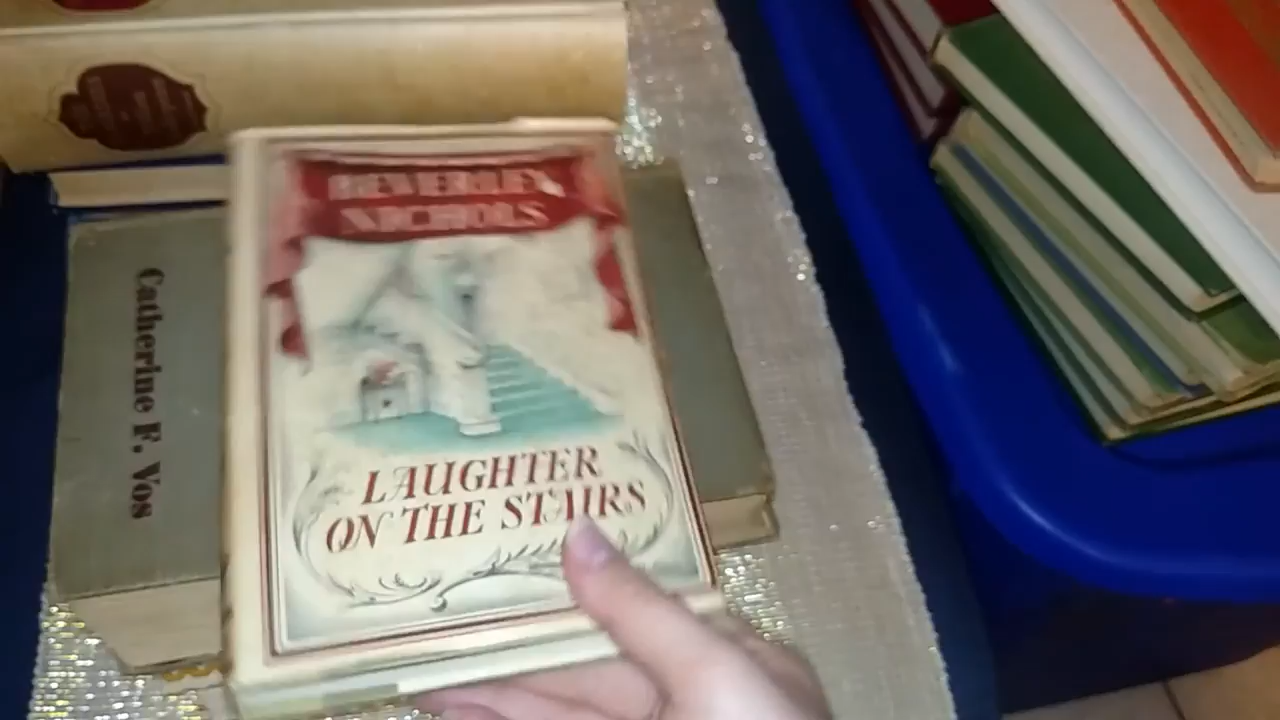 BEVERLEY
NICHOLS
LAUGHTER
ON THE STAIRS
Catherine F. Vos